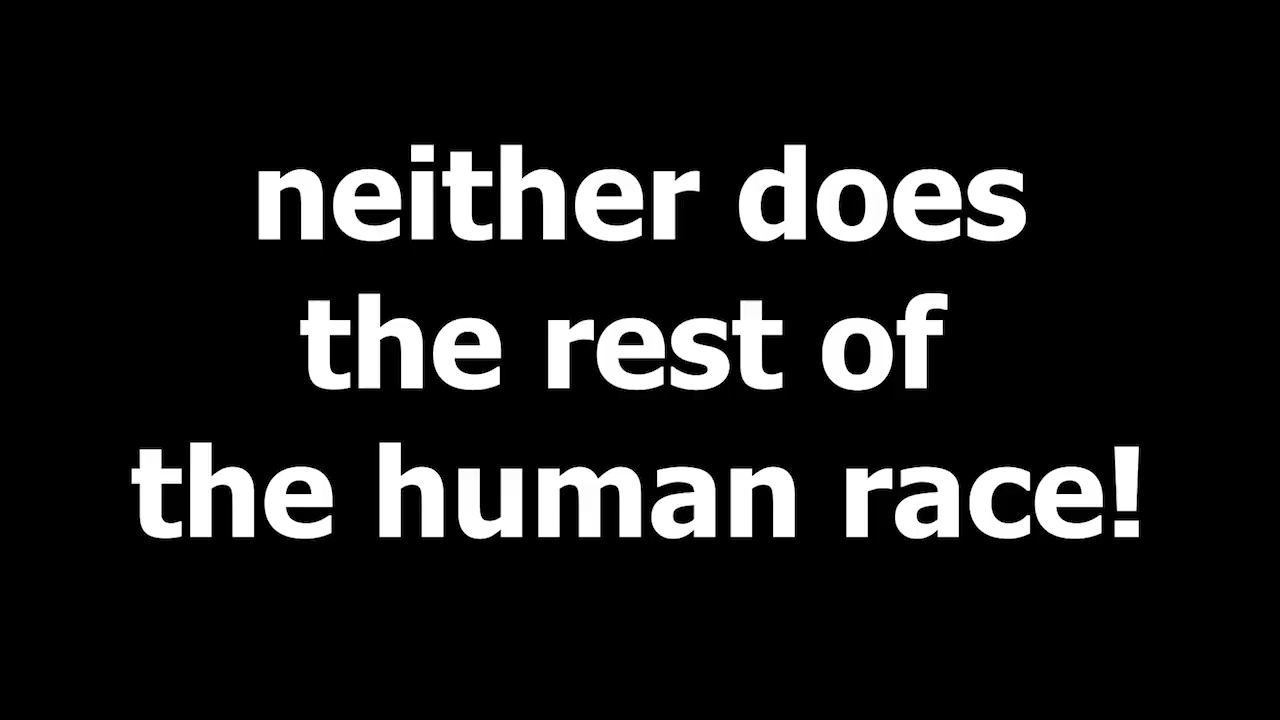 neither does
the rest of
the human race!